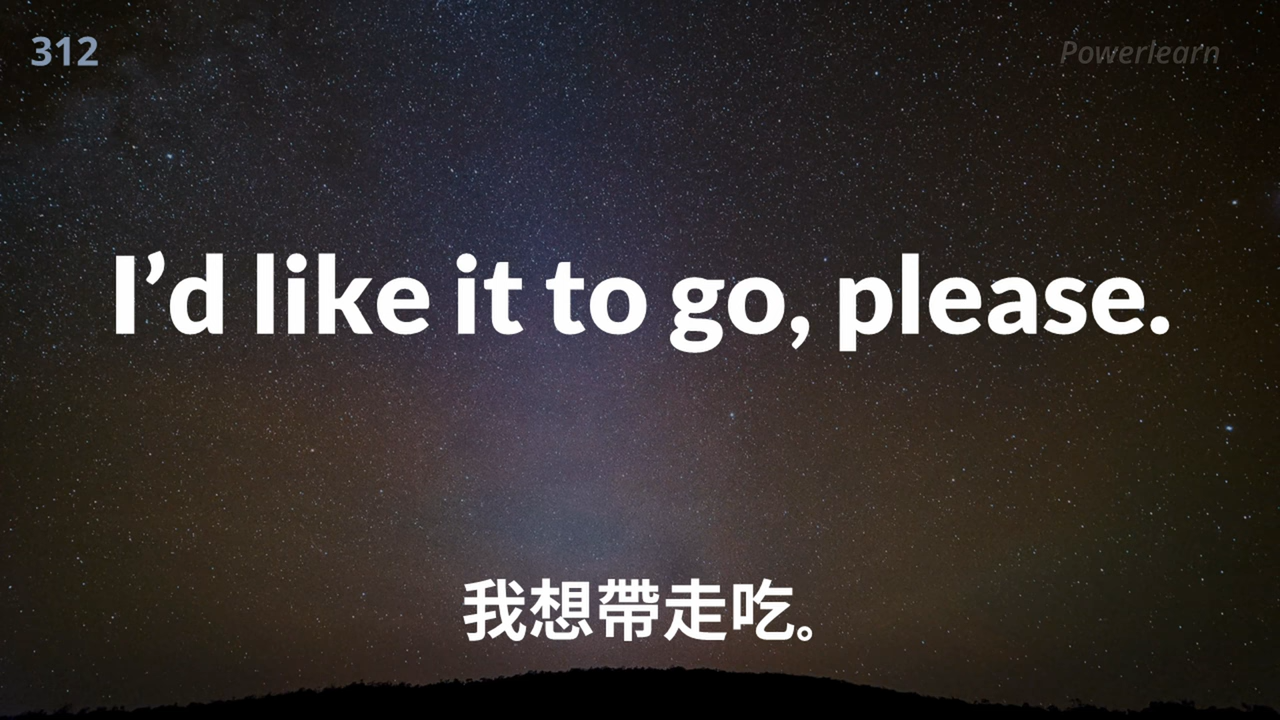 312
Powerlearn
I’d like it to go, please.
我想帶走吃。